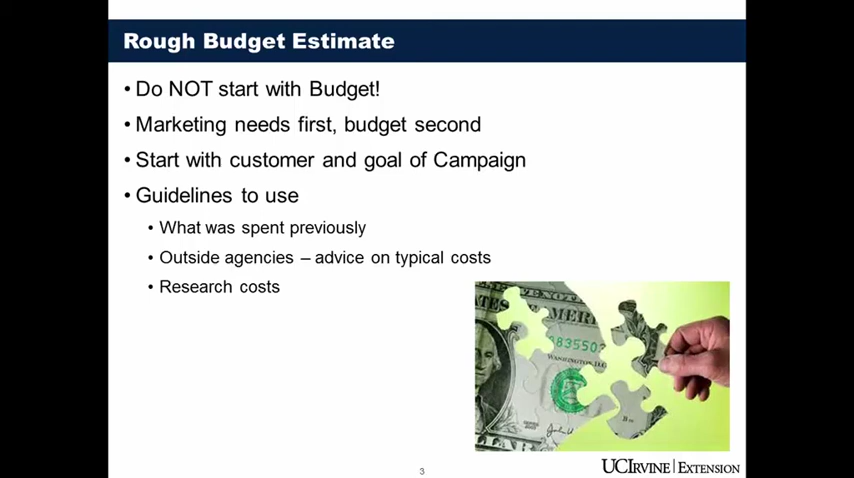 Rough Budget Estimate
• Do NOT start with Budget!
• Marketing needs first, budget second
• Start with customer and goal of Campaign
• Guidelines to use
• What was spent previously
• Outside agencies – advice on typical costs
• Research costs
3
UCIRVINE | EXTENSION